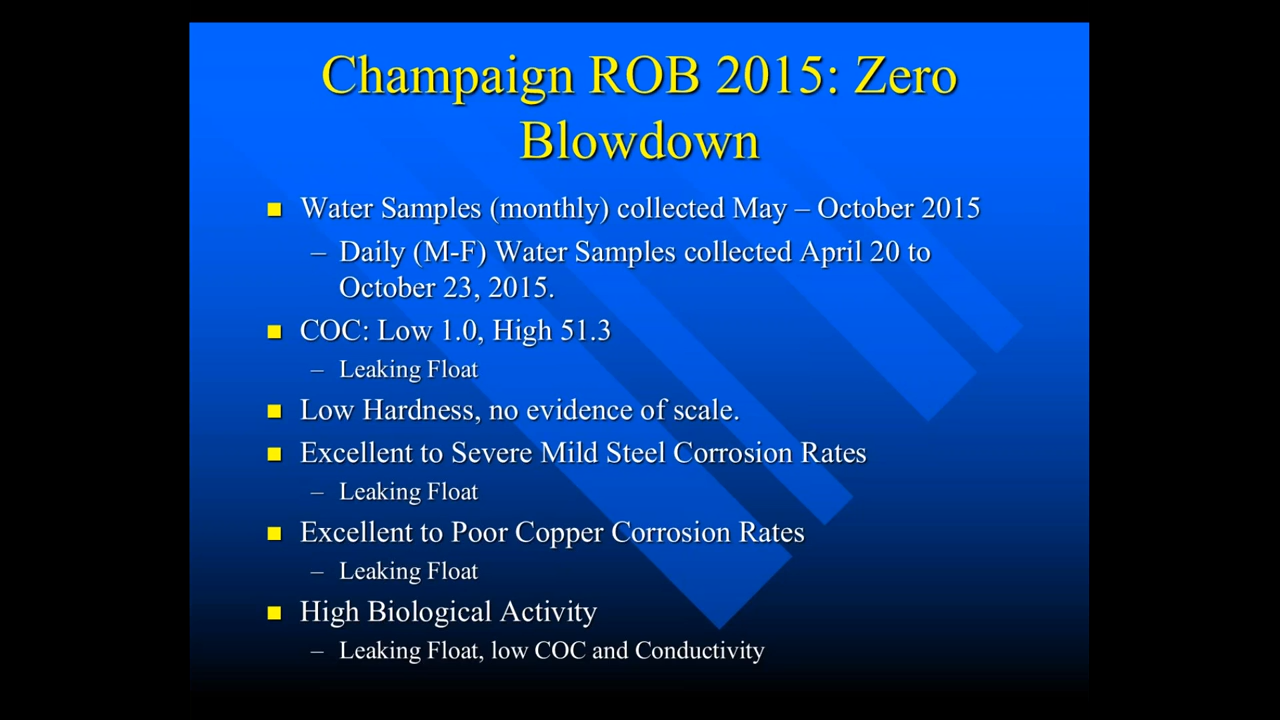 Champaign ROB 2015: Zero
Blowdown
Water Samples (monthly) collected May – October 2015
– Daily (M-F) Water Samples collected April 20 to
October 23, 2015.
COC: Low 1.0, High 51.3
– Leaking Float
Low Hardness, no evidence of scale.
Excellent to Severe Mild Steel Corrosion Rates
– Leaking Float
Excellent to Poor Copper Corrosion Rates
– Leaking Float
High Biological Activity
– Leaking Float, low COC and Conductivity